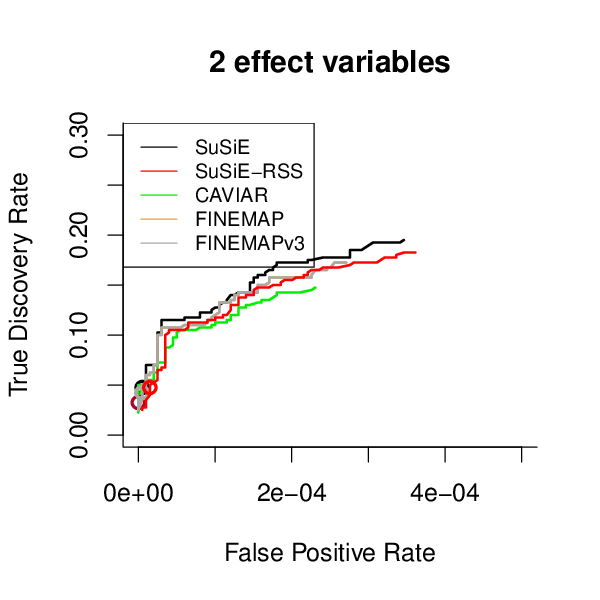 2 effect variables
True Discovery Rate
0.30
0.20
0.10
0.00
SuSiE
SuSiE−RSS
CAVIAR
FINEMAP
FINEMAPv3
0e+00
2e−04
4e−04
False Positive Rate